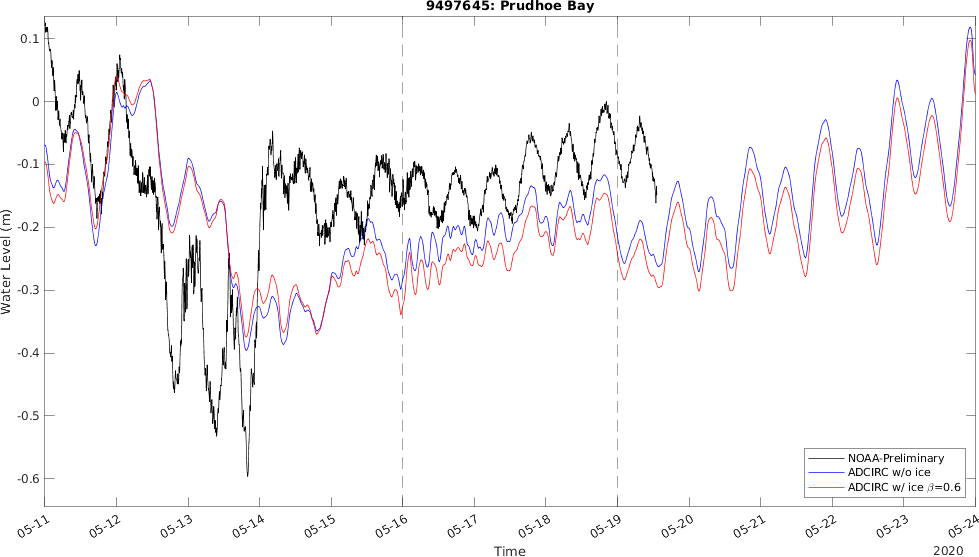 9497645: Prudhoe Bay
Water Level (m)
0.1
0
-0.1
-0.2
-0.3
-0.4
-0.5
-0.6
NOAA-Preliminary
ADCIRC w/o ice
ADCIRC w/ ice β=0.6
05-11 05-12 05-13 05-14 05-15 05-16 05-17 05-18 05-19 05-20 05-21 05-22 05-23 05-24
Time
2020